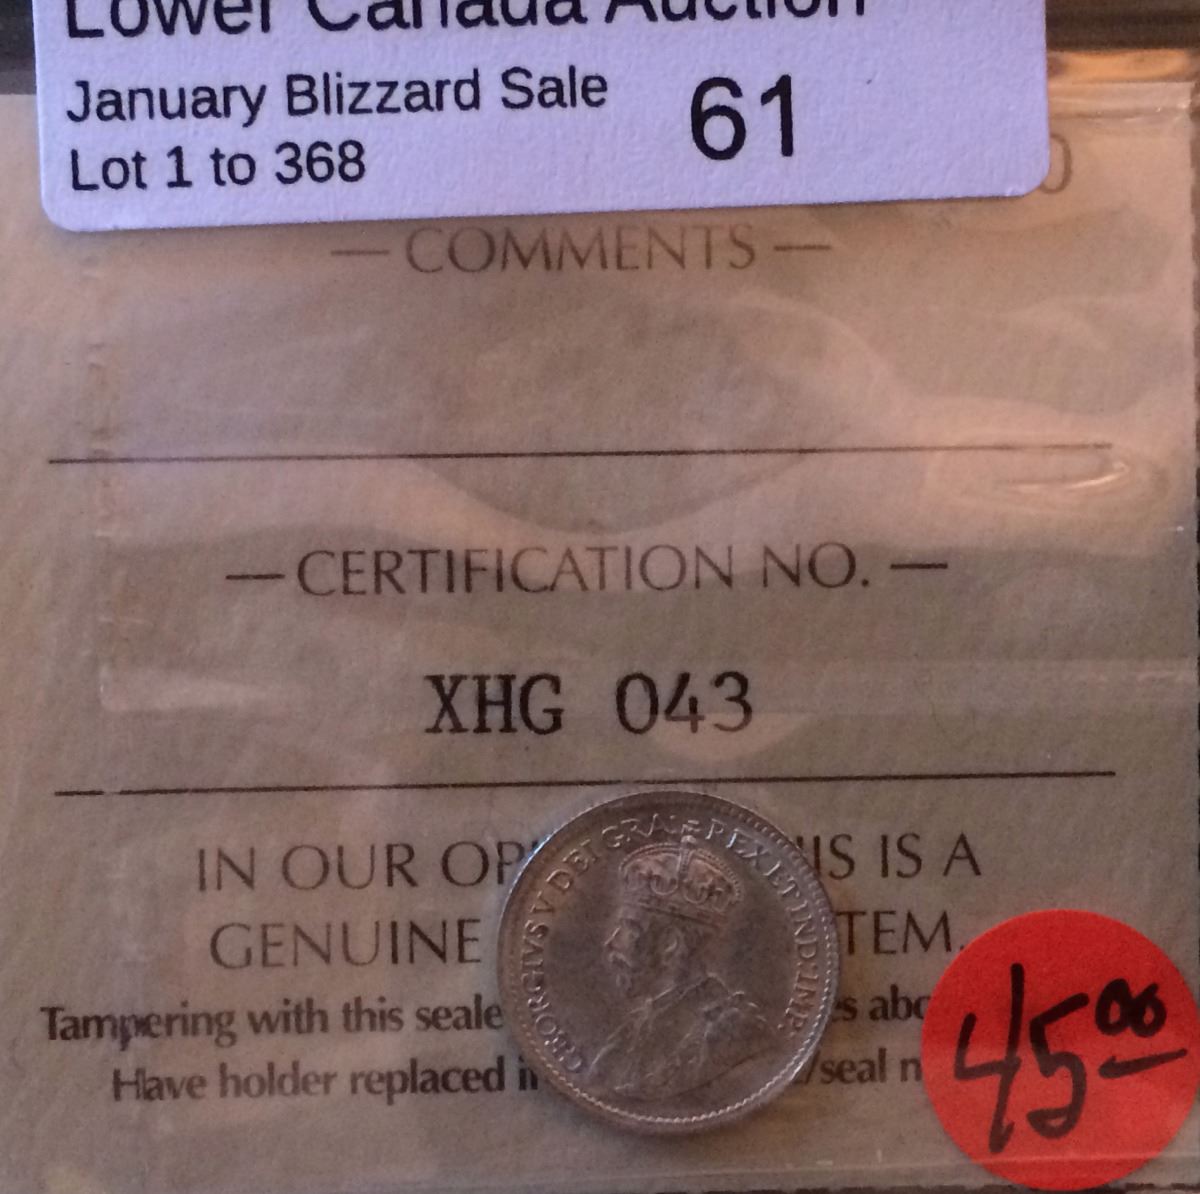 Lower Canada Auction
January Blizzard Sale
61
Lot 1 to 368
— COMMENTS —
— CERTIFICATION NO. —
XHG 043
GEORGIVS V DEI GRA: REX ET IND: IMP:
IN OUR OP IS IS A
GENUINE TEM.
Tampering with this seale s abo
Have holder replaced i /seal n
45.00